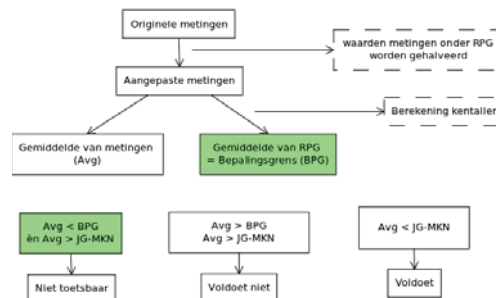 Originele metingen
waarden metingen onder RPG
worden gehalveerd
Aangepaste metingen
Berekening kentallen
Gemiddelde van metingen
(Avg)
Gemiddelde van RPG
= Bepalingsgrens (BPG)
Avg < BPG
èn Avg > JG-MKN
Avg > BPG
Avg > JG-MKN
Avg < JG-MKN
Niet toetsbaar
Voldoet niet
Voldoet